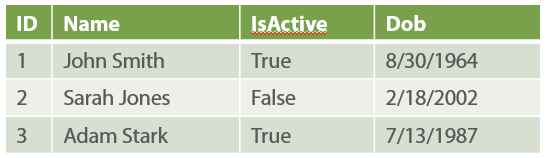 ID Name IsActive Dob
1 John Smith True 8/30/1964
2 Sarah Jones False 2/18/2002
3 Adam Stark True 7/13/1987